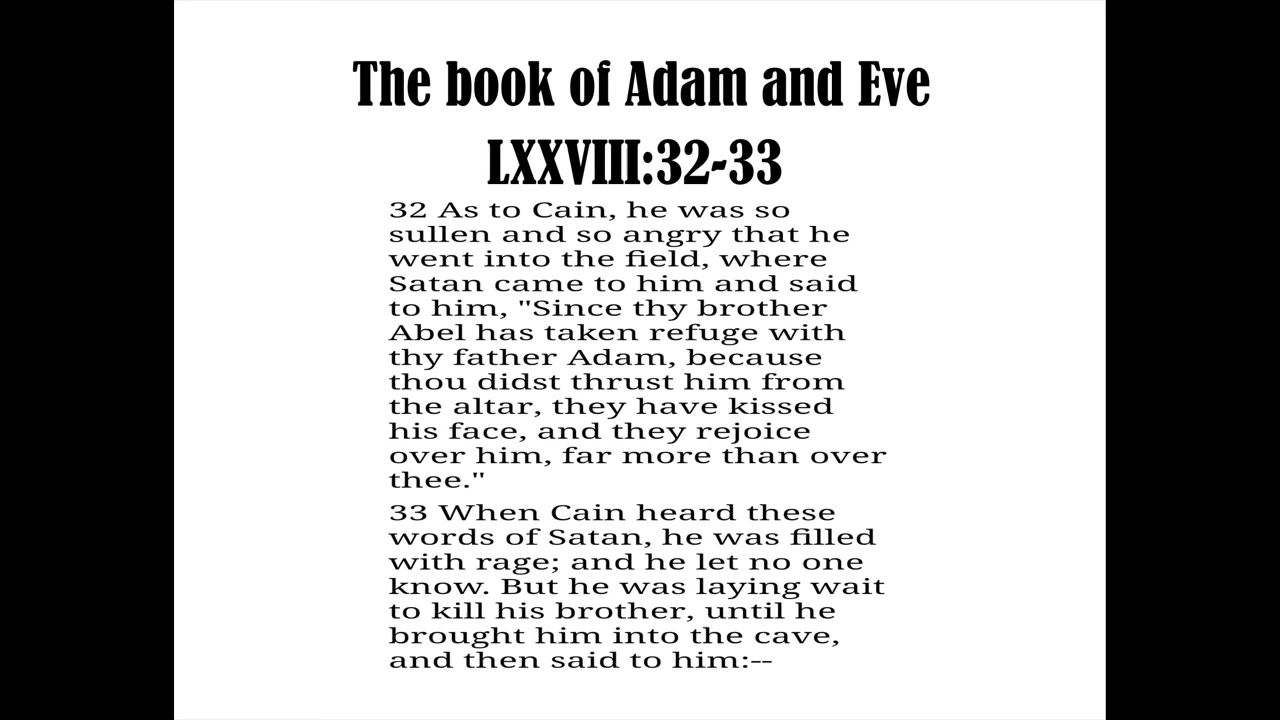 The book of Adam and Eve
LXXVIII:32-33
32 As to Cain, he was so
sullen and so angry that he
went into the field, where
Satan came to him and said
to him, "Since thy brother
Abel has taken refuge with
thy father Adam, because
thou didst thrust him from
the altar, they have kissed
his face, and they rejoice
over him, far more than over
thee."
33 When Cain heard these
words of Satan, he was filled
with rage; and he let no one
know. But he was laying wait
to kill his brother, until he
brought him into the cave,
and then said to him:--